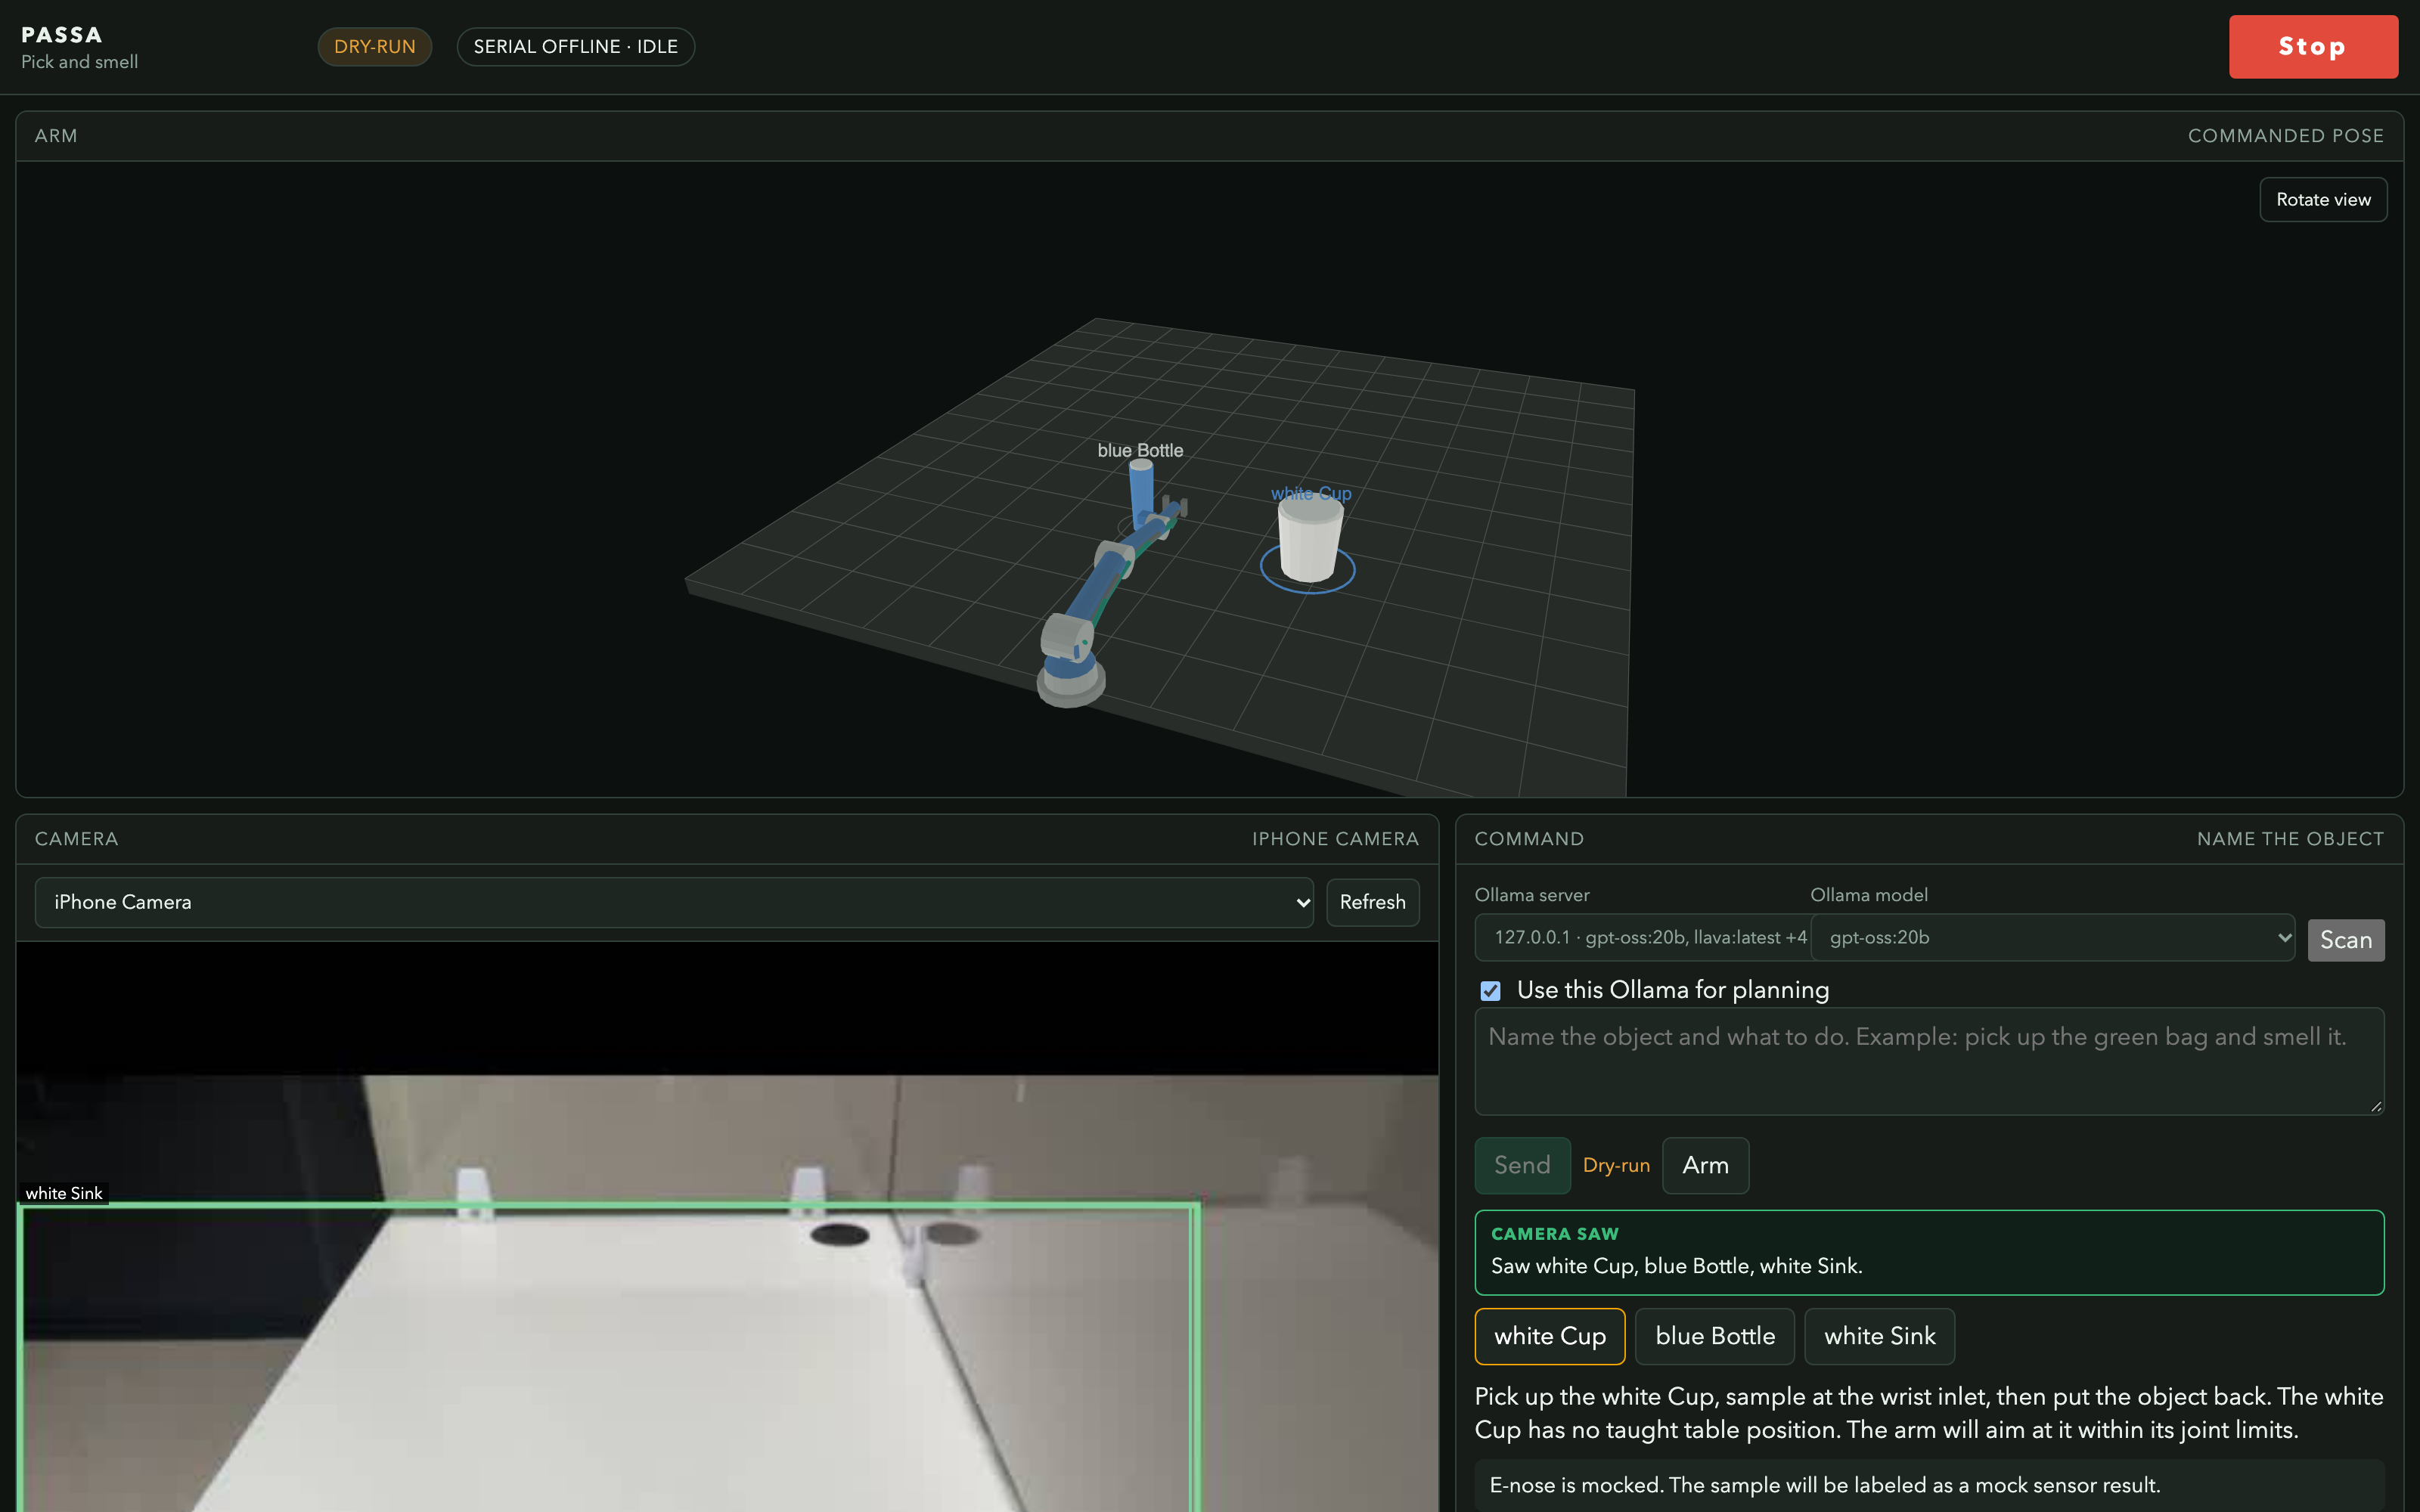 PASSA
Pick and smell
DRY-RUN
SERIAL OFFLINE · IDLE
Stop
ARM
COMMANDED POSE
Rotate view
blue Bottle
white Cup
CAMERA
IPHONE CAMERA
iPhone Camera
Refresh
white Sink
COMMAND
NAME THE OBJECT
Ollama server
Ollama model
127.0.0.1 · gpt-oss:20b, llava:latest +4
gpt-oss:20b
Scan
Use this Ollama for planning
Name the object and what to do. Example: pick up the green bag and smell it.
Send
Dry-run
Arm
CAMERA SAW
Saw white Cup, blue Bottle, white Sink.
white Cup
blue Bottle
white Sink
Pick up the white Cup, sample at the wrist inlet, then put the object back. The white
Cup has no taught table position. The arm will aim at it within its joint limits.
E-nose is mocked. The sample will be labeled as a mock sensor result.